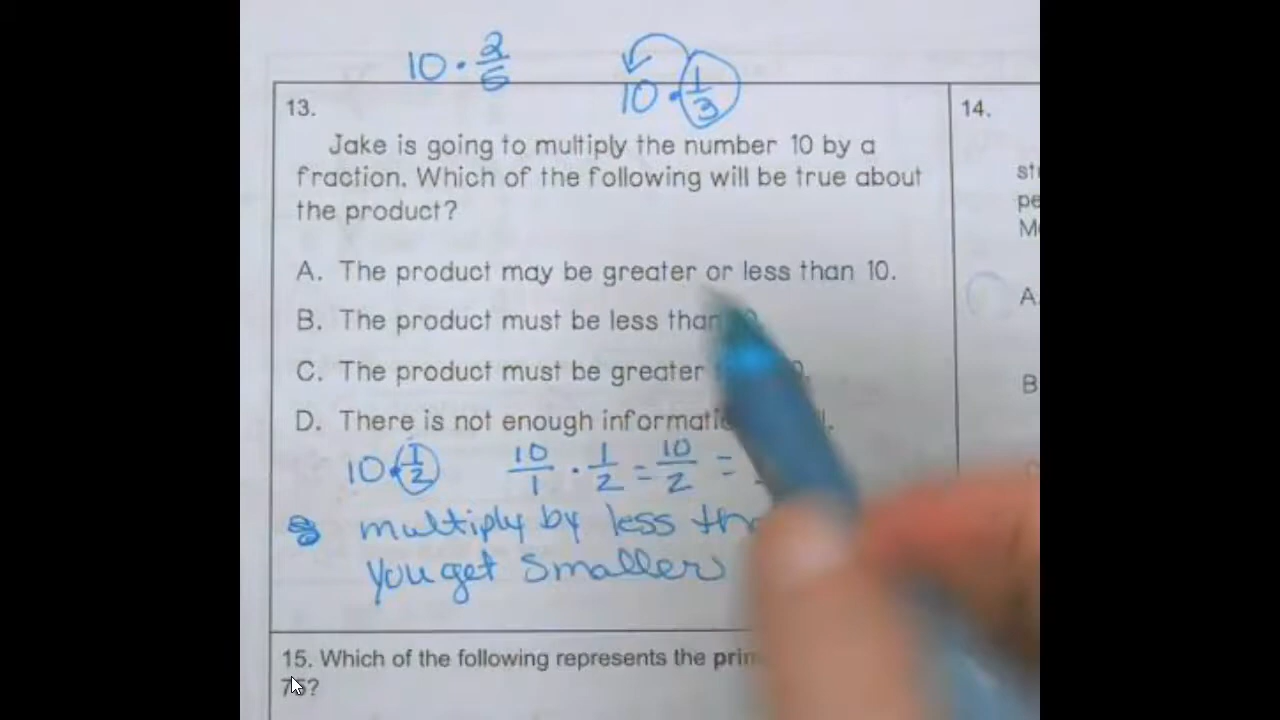 10 · 2/5 10 · 1/3
13.
Jake is going to multiply the number 10 by a
fraction. Which of the following will be true about
the product?
A. The product may be greater or less than 10.
B. The product must be less than
C. The product must be greater
D. There is not enough
10 · 1/2 10/1 · 1/2 = 10/2 =
multiply by less
You get smaller
15. Which of the following represents the
75?
14.
A.
B